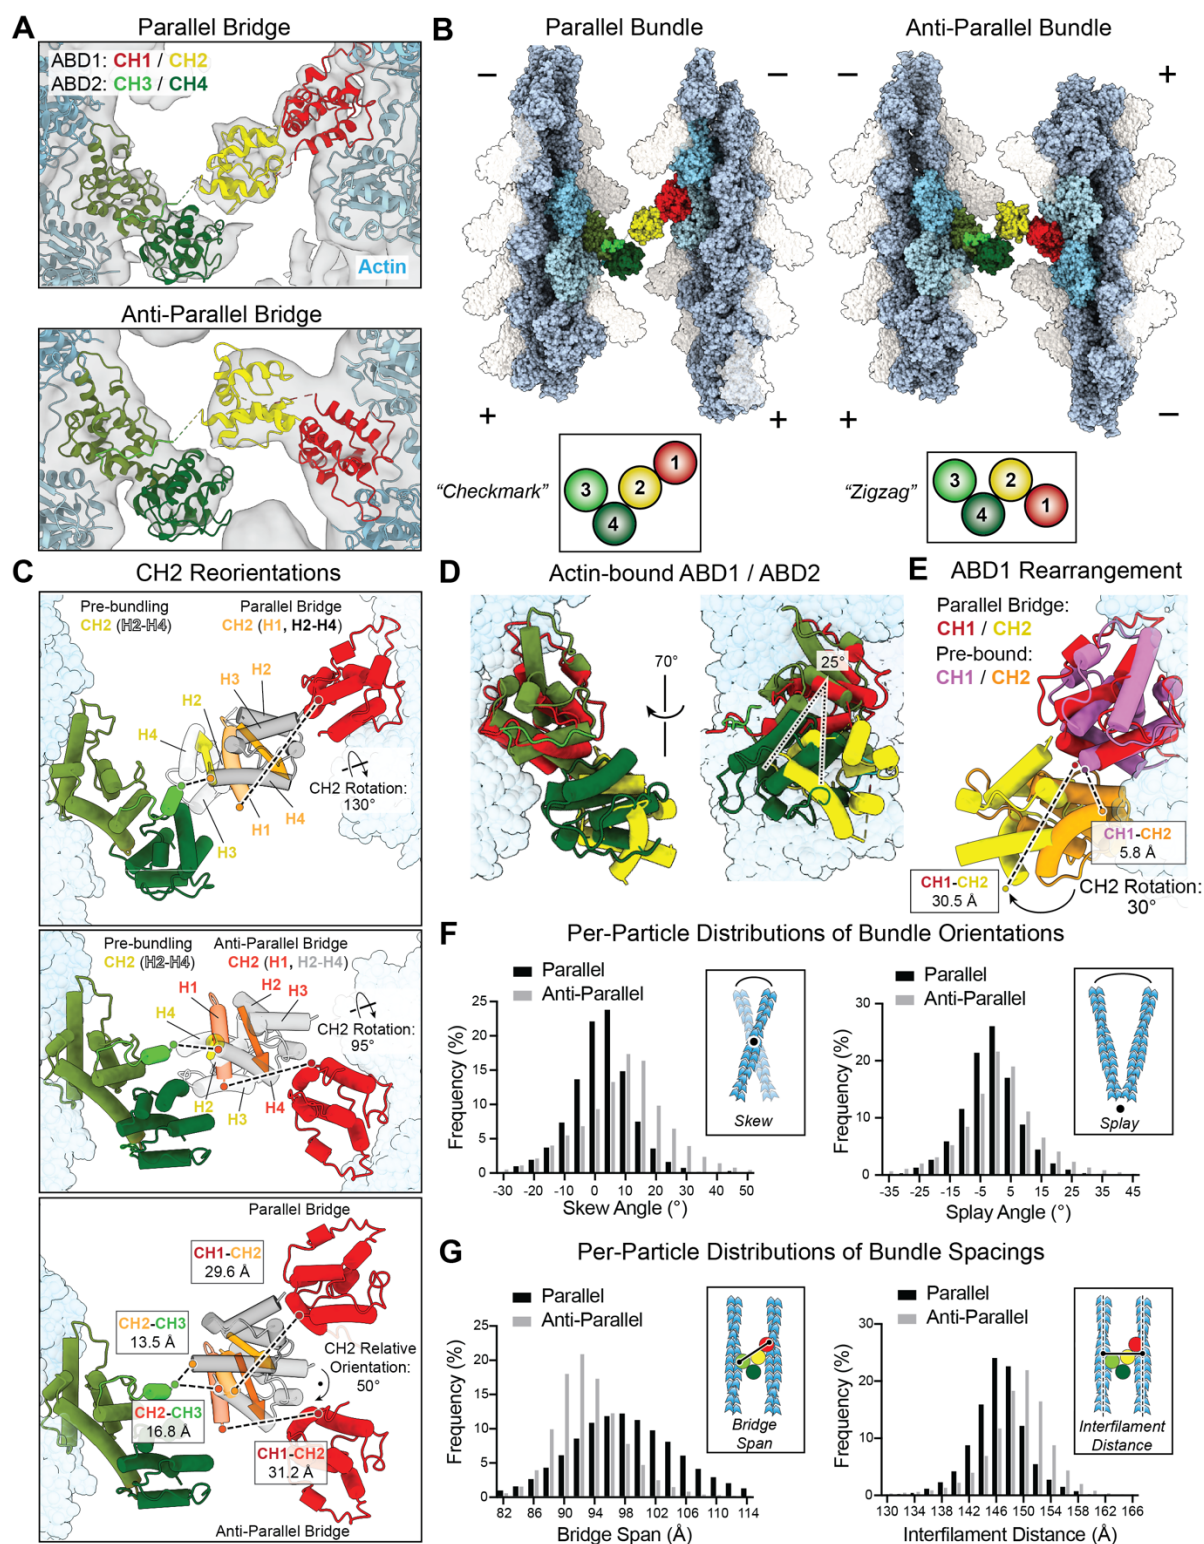 A
Parallel Bridge
ABD1: CH1 / CH2
ABD2: CH3 / CH4
Actin
Anti-Parallel Bridge
B
Parallel Bundle
Anti-Parallel Bundle
− − − +
+ + + −
"Checkmark"
3 2 1
4
"Zigzag"
3 2
4 1
C
CH2 Reorientations
Pre-bundling
CH2 (H2-H4)
Parallel Bridge
CH2 (H1, H2-H4)
H2
H3
H2
H4
CH2 Rotation:
130°
H1
H4
H3
Pre-bundling
CH2 (H2-H4)
Anti-Parallel Bridge
CH2 (H1, H2-H4)
H1
H2
H3
H4
CH2 Rotation:
95°
H2
H3
H4
Parallel Bridge
CH1-CH2
29.6 Å
CH2-CH3
13.5 Å
CH2 Relative
Orientation:
50°
CH2-CH3
16.8 Å
CH1-CH2
31.2 Å
Anti-Parallel Bridge
D
Actin-bound ABD1 / ABD2
70°
25°
E
ABD1 Rearrangement
Parallel Bridge:
CH1 / CH2
Pre-bound:
CH1 / CH2
CH1-CH2
5.8 Å
CH1-CH2
30.5 Å
CH2 Rotation:
30°
F
Per-Particle Distributions of Bundle Orientations
Parallel
Anti-Parallel
Frequency (%)
25
20
15
10
5
0
-30 -20 -10 0 10 20 30 40 50
Skew Angle (°)
Skew
Parallel
Anti-Parallel
Frequency (%)
30
20
10
0
-35 -25 -15 -5 5 15 25 35 45
Splay Angle (°)
Splay
G
Per-Particle Distributions of Bundle Spacings
Parallel
Anti-Parallel
Frequency (%)
25
20
15
10
5
0
82 86 90 94 98 102 106 110 114
Bridge Span (Å)
Bridge
Span
Parallel
Anti-Parallel
Frequency (%)
30
20
10
0
130 134 138 142 146 150 154 158 162 166
Interfilament Distance (Å)
Interfilament
Distance